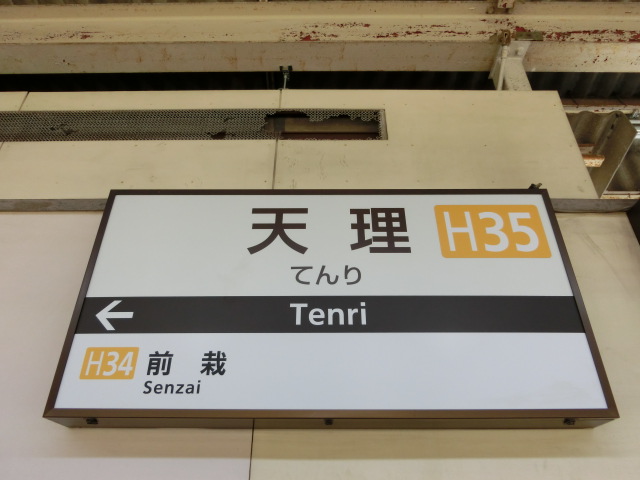 天理 H35
てんり
← Tenri
H34 前栽
Senzai